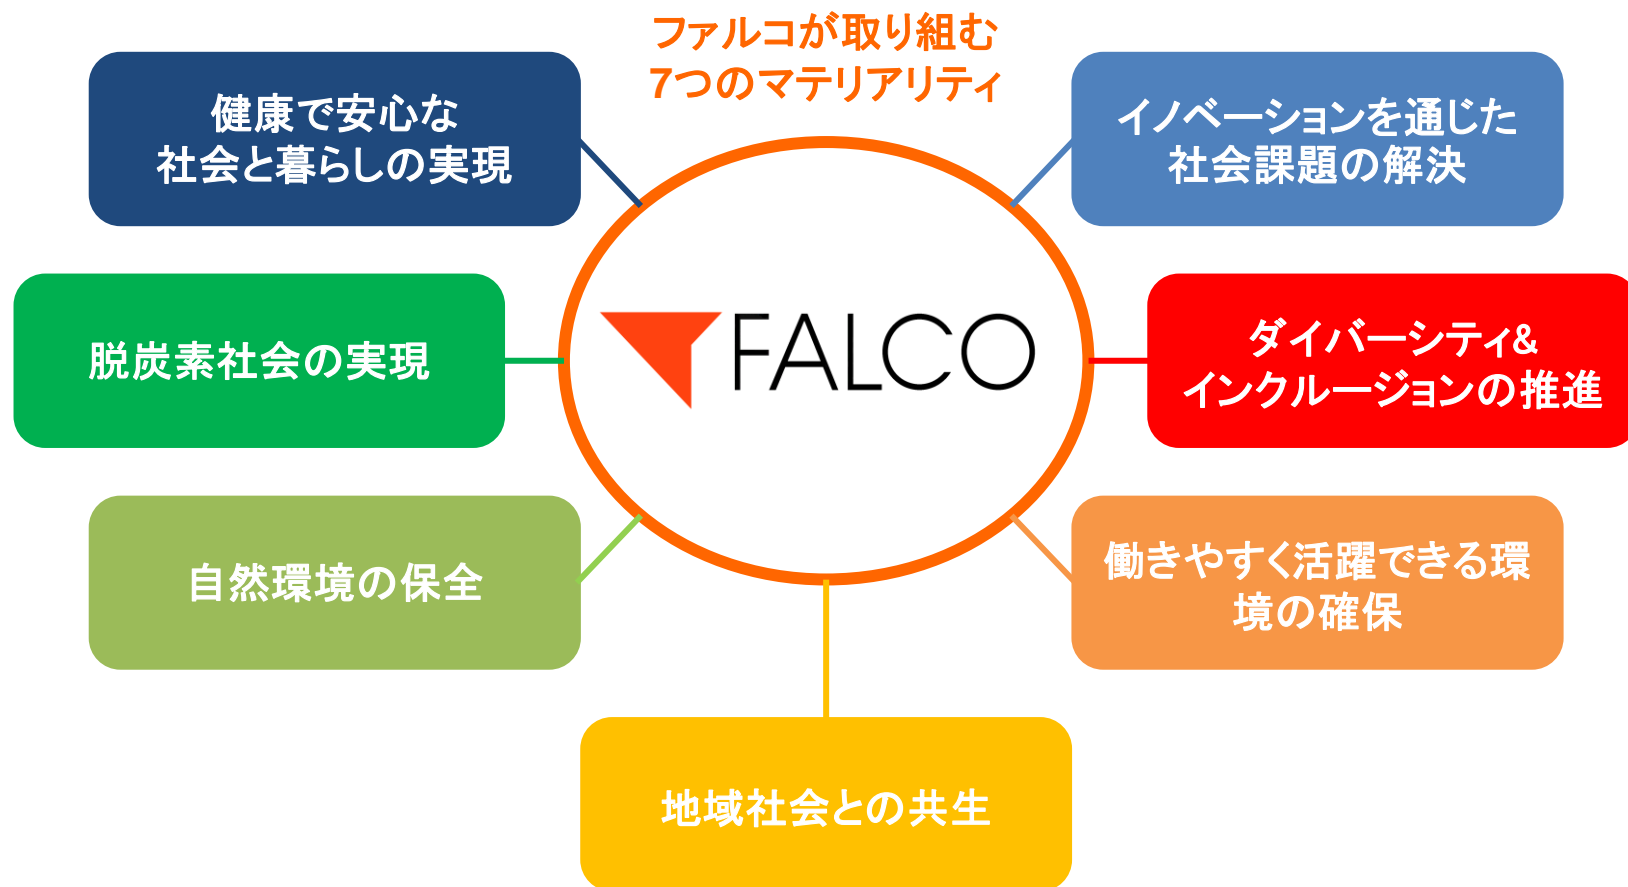 ファルコが取り組む
7つのマテリアリティ
健康で安心な
社会と暮らしの実現
イノベーションを通じた
社会課題の解決
FALCO
脱炭素社会の実現
ダイバーシティ&
インクルージョンの推進
自然環境の保全
働きやすく活躍できる環
境の確保
地域社会との共生